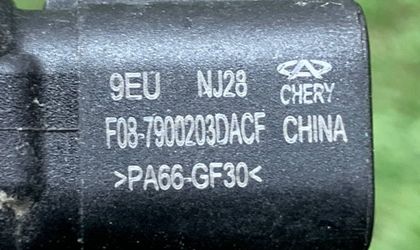 9EU NJ28 CHERY
F08-7900203DACF CHINA
>PA66-GF30<